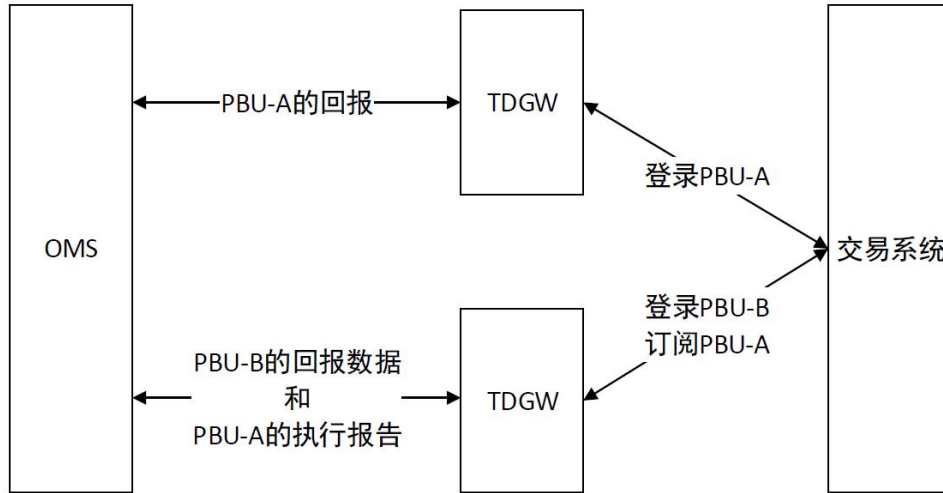 PBU-A的回报
TDGW
登录PBU-A
OMS
交易系统
登录PBU-B
订阅PBU-A
PBU-B的回报数据
和
PBU-A的执行报告
TDGW